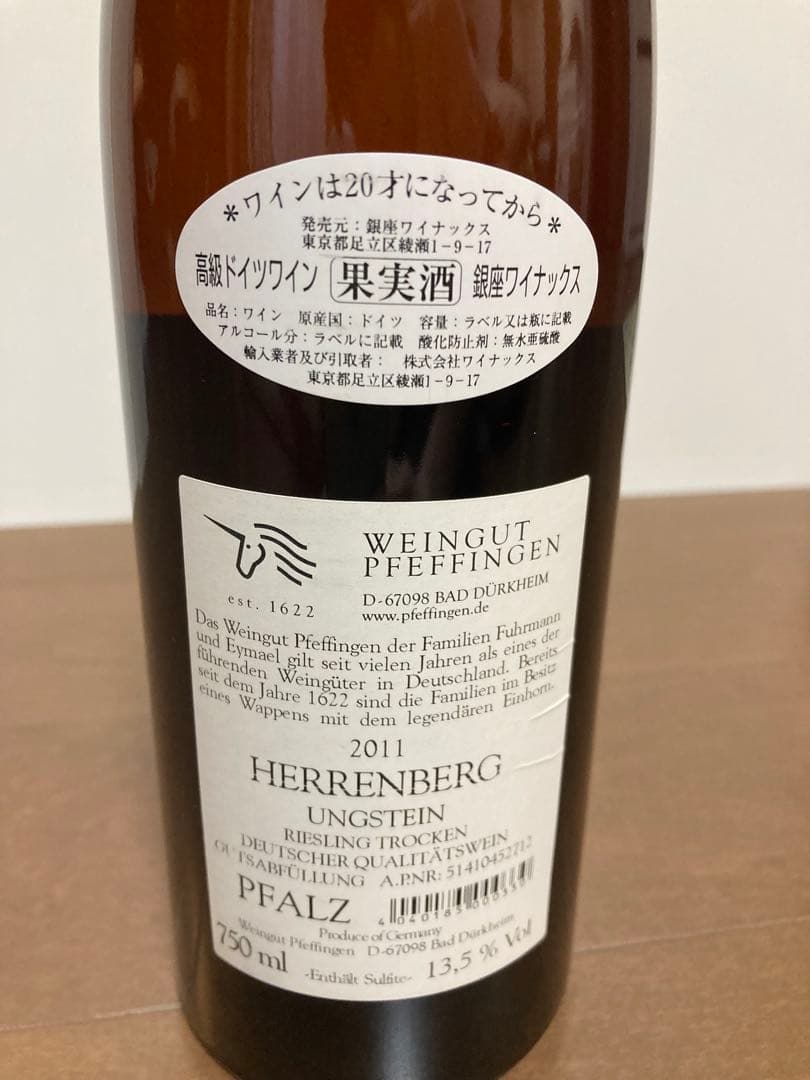 *ワインは20才になってから*
発売元：銀座ワイナックス
東京都足立区綾瀬1-9-17
高級ドイツワイン 果実酒 銀座ワイナックス
品名：ワイン 原産国：ドイツ 容量：ラベル又は瓶に記載
アルコール分：ラベルに記載 酸化防止剤：無水亜硫酸
輸入業者及び引取者： 株式会社ワイナックス
東京都足立区綾瀬1-9-17
est. 1622
WEINGUT
PFEFFINGEN
D-67098 BAD DÜRKHEIM
www.pfeffingen.de
Das Weingut Pfeffingen der Familien Fuhrmann
und Eymael gilt seit vielen Jahren als eines der
führenden Weingüter in Deutschland. Bereits
seit dem Jahre 1622 sind die Familien im Besitz
eines Wappens mit dem legendären Einhorn.
2011
HERRENBERG
UNGSTEIN
RIESLING TROCKEN
DEUTSCHER QUALITÄTSWEIN
GUTSABFÜLLUNG A.P.NR: 51410452712
PFALZ
Produce of Germany
Weingut Pfeffingen D-67098 Bad Dürkheim
750 ml -Enthält Sulfite- 13,5 % Vol